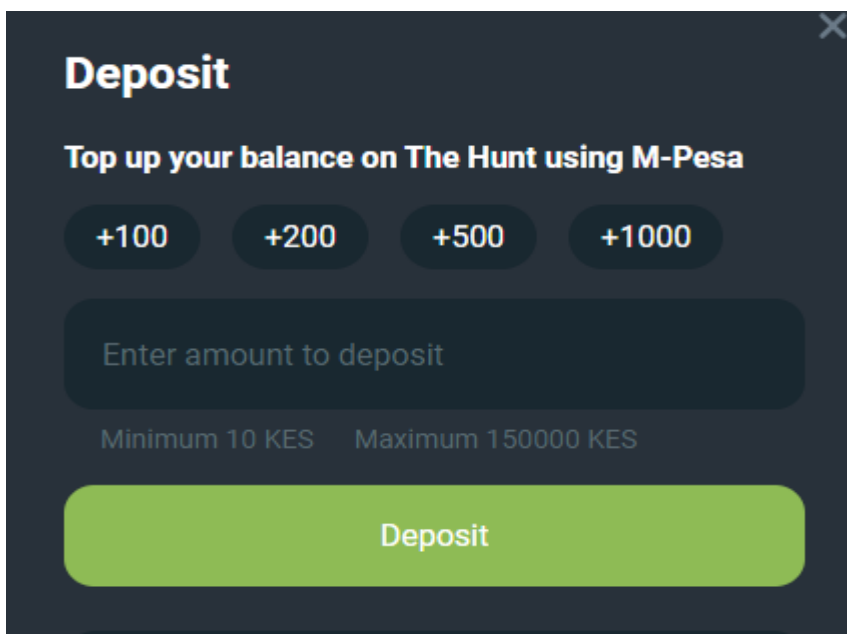 Deposit
Top up your balance on The Hunt using M-Pesa
+100 +200 +500 +1000
Enter amount to deposit
Minimum 10 KES Maximum 150000 KES
Deposit